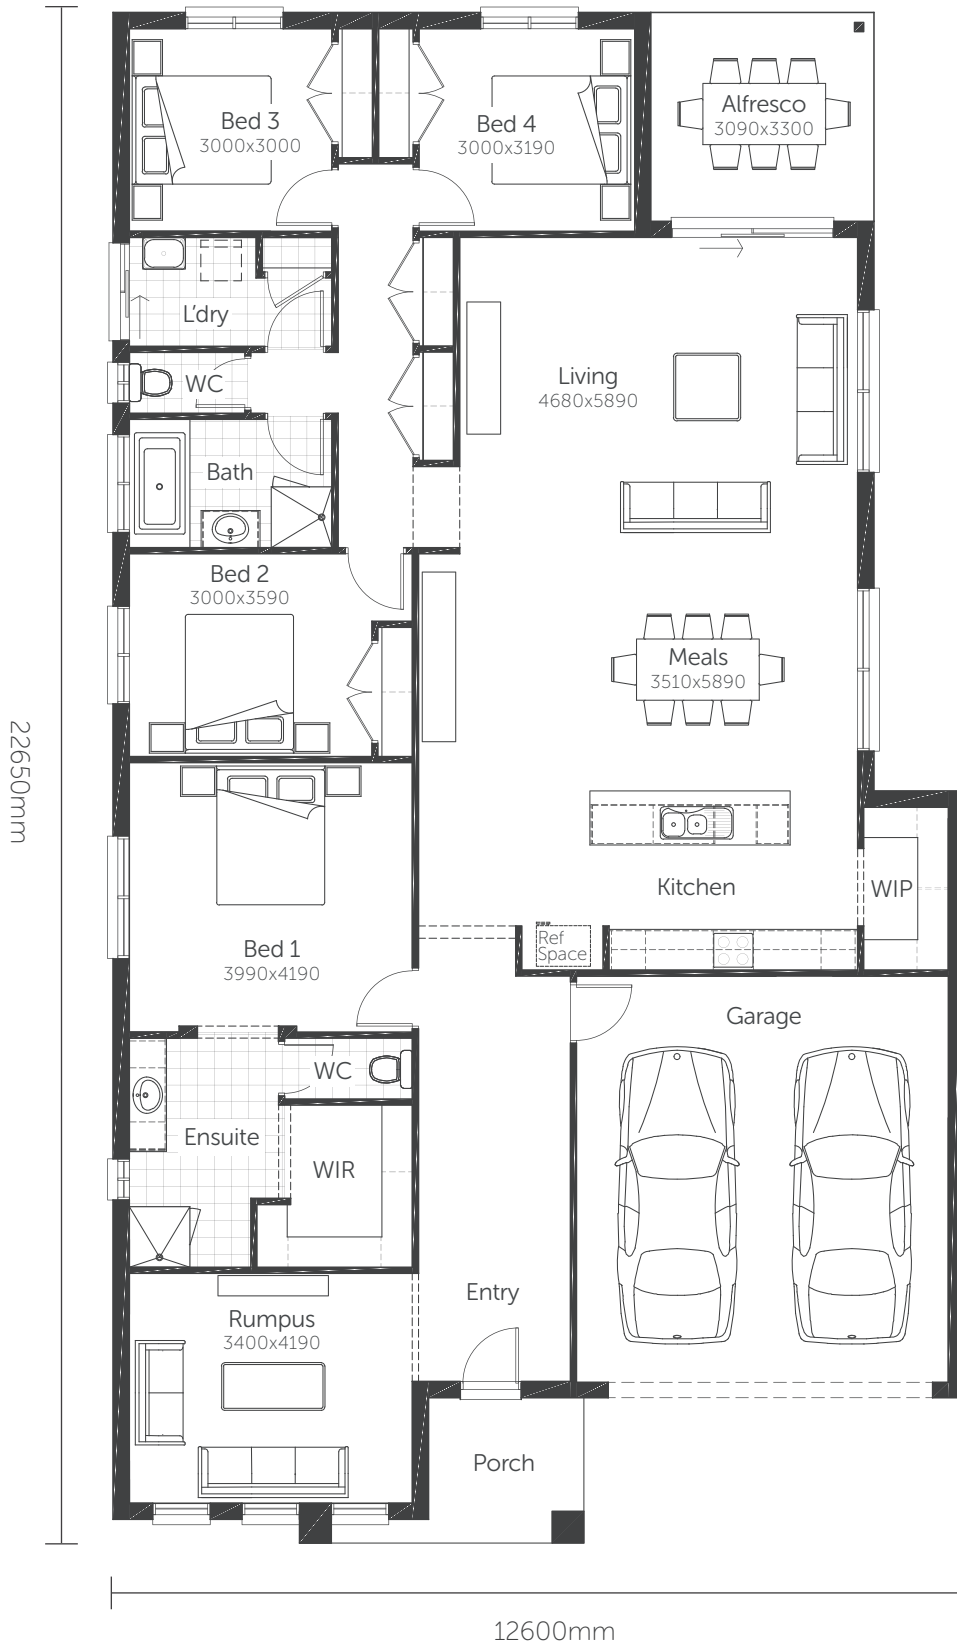 Bed 3
3000x3000
Bed 4
3000x3190
Alfresco
3090x3300
L'dry
WC
Living
4680x5890
Bath
Bed 2
3000x3590
Meals
3510x5890
22650mm
Kitchen
WIP
Ref
Space
Bed 1
3990x4190
Garage
WC
Ensuite
WIR
Entry
Rumpus
3400x4190
Porch
12600mm